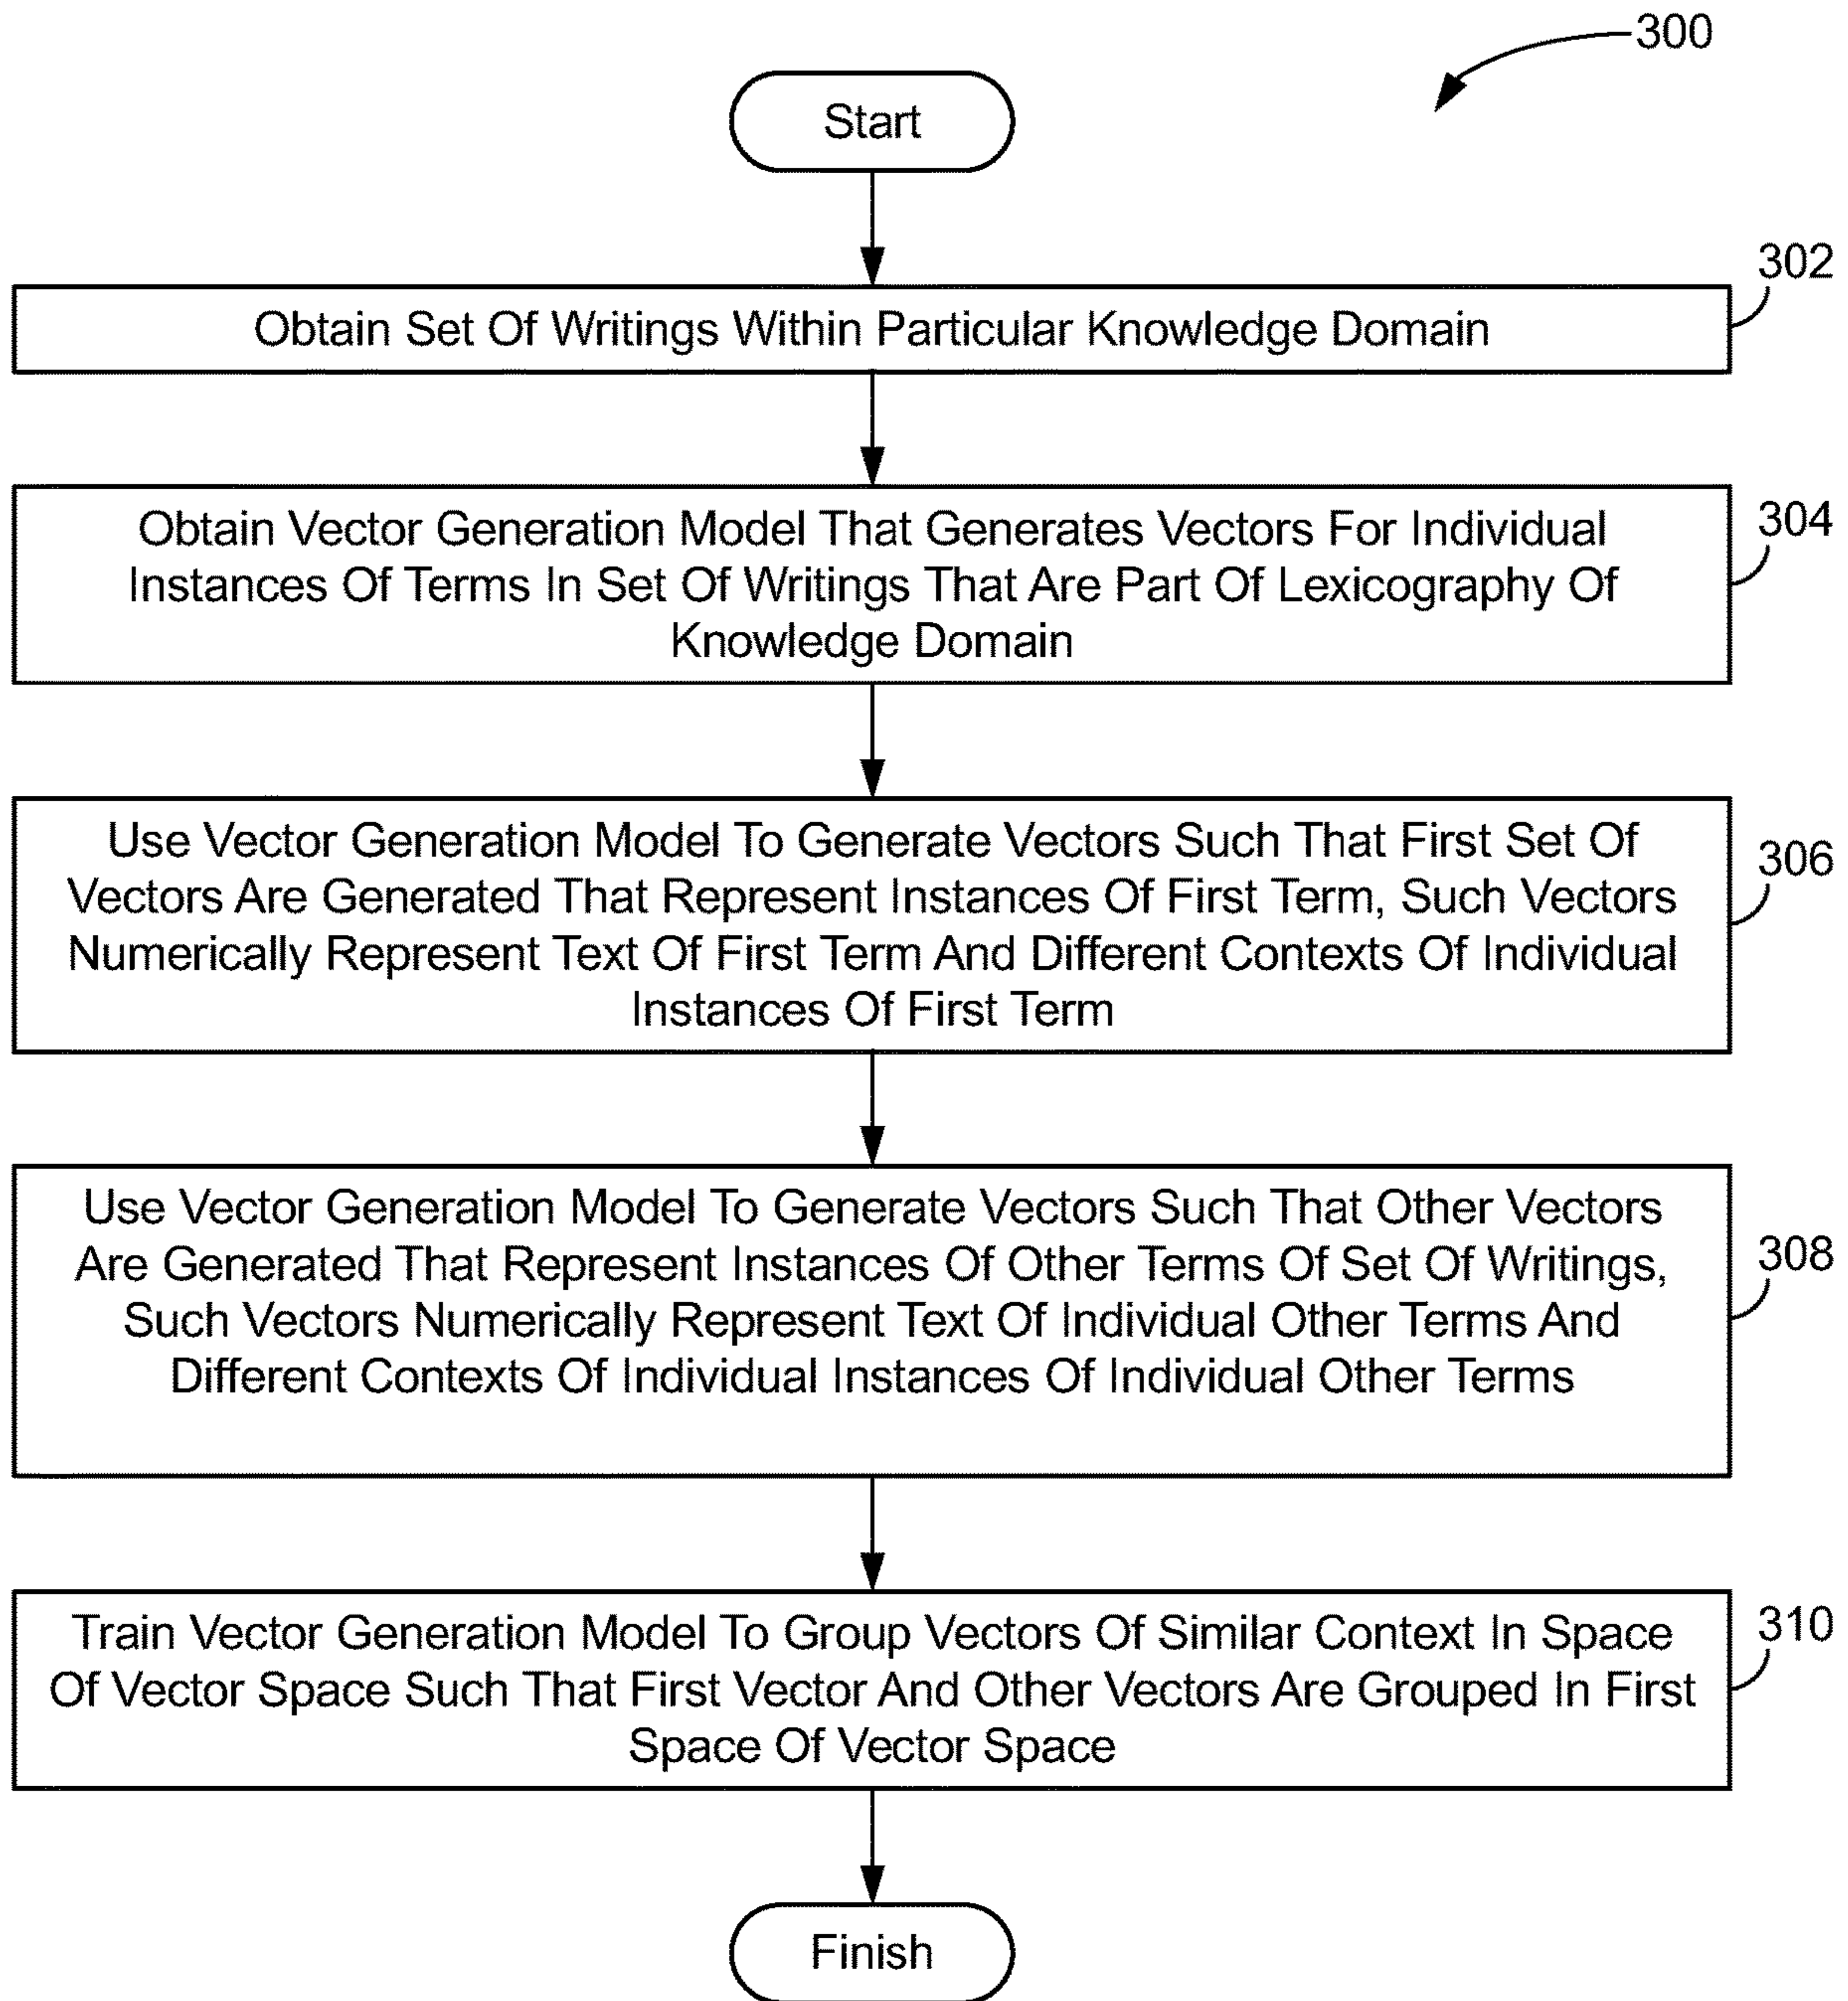 300
Start
302
Obtain Set Of Writings Within Particular Knowledge Domain
304
Obtain Vector Generation Model That Generates Vectors For Individual
Instances Of Terms In Set Of Writings That Are Part Of Lexicography Of
Knowledge Domain
306
Use Vector Generation Model To Generate Vectors Such That First Set Of
Vectors Are Generated That Represent Instances Of First Term, Such Vectors
Numerically Represent Text Of First Term And Different Contexts Of Individual
Instances Of First Term
308
Use Vector Generation Model To Generate Vectors Such That Other Vectors
Are Generated That Represent Instances Of Other Terms Of Set Of Writings,
Such Vectors Numerically Represent Text Of Individual Other Terms And
Different Contexts Of Individual Instances Of Individual Other Terms
310
Train Vector Generation Model To Group Vectors Of Similar Context In Space
Of Vector Space Such That First Vector And Other Vectors Are Grouped In First
Space Of Vector Space
Finish